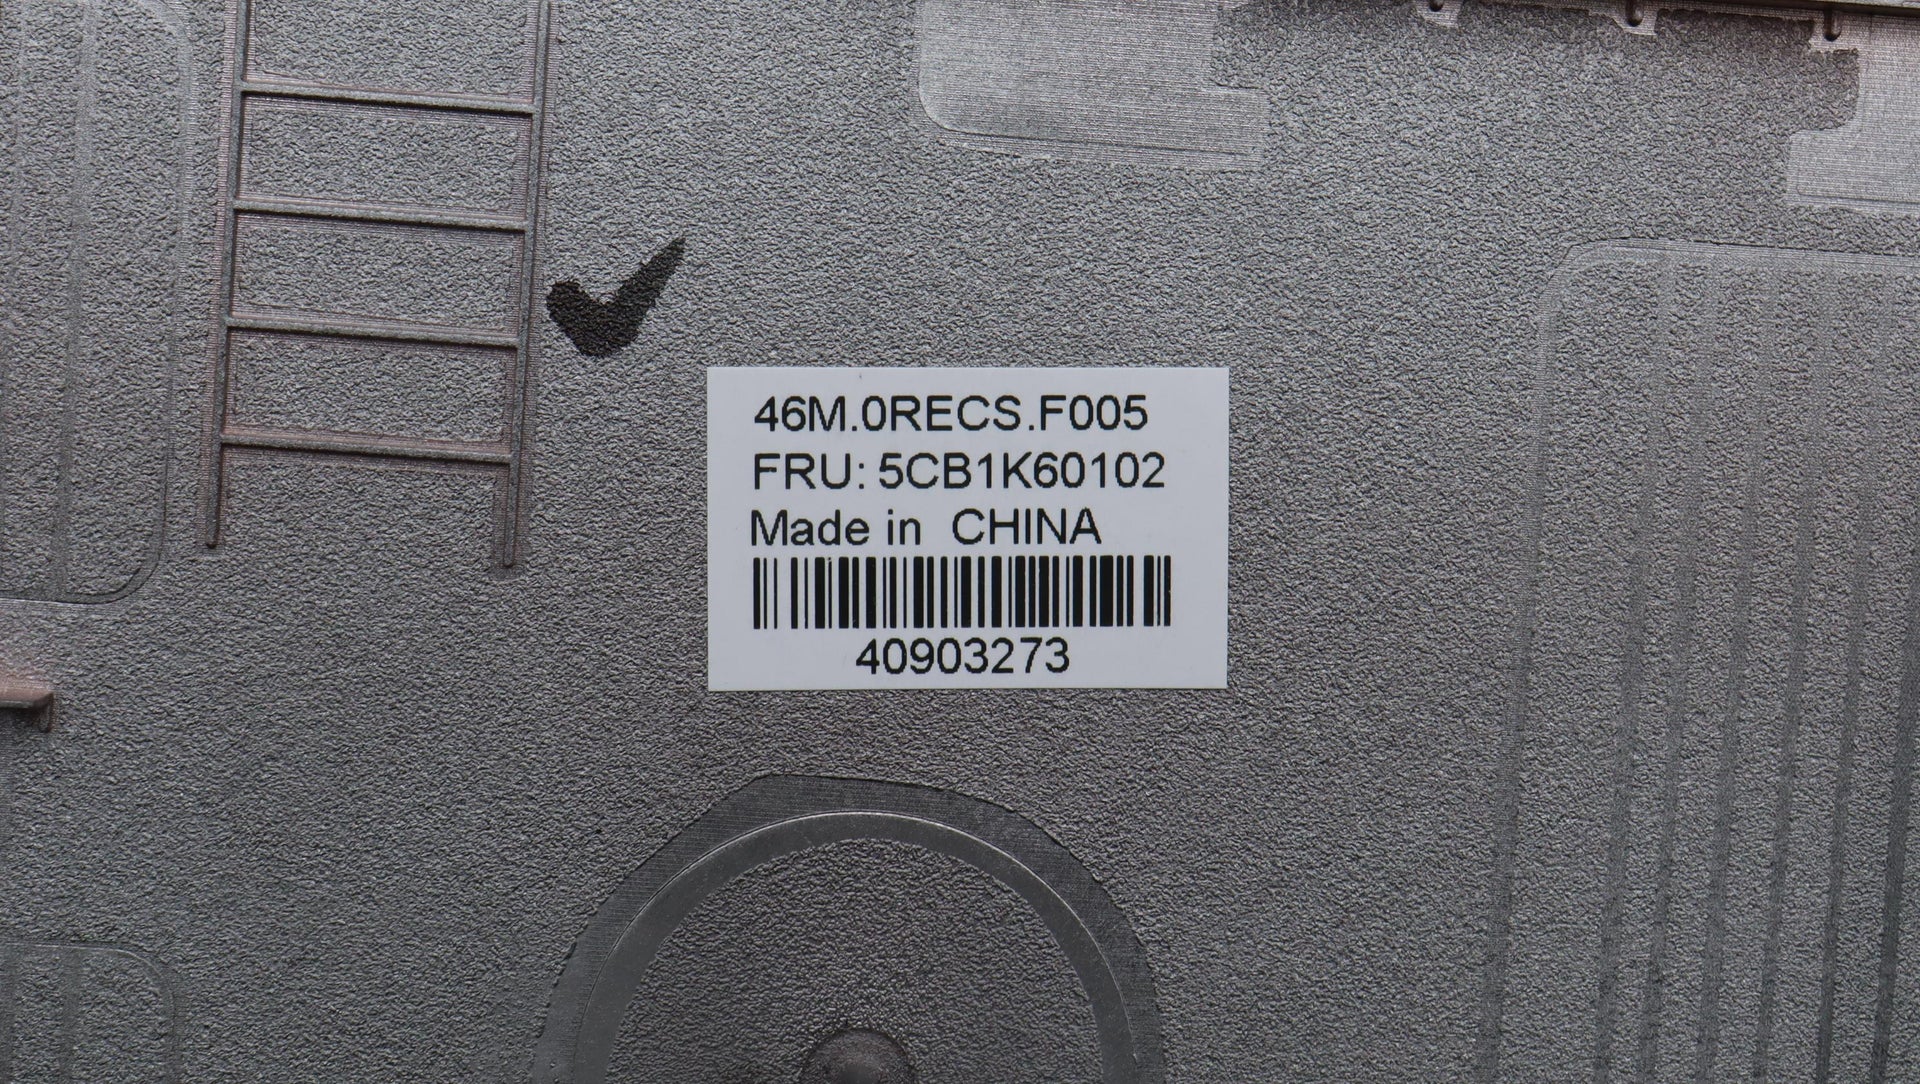 46M.0RECS.F005
FRU: 5CB1K60102
Made in CHINA
40903273